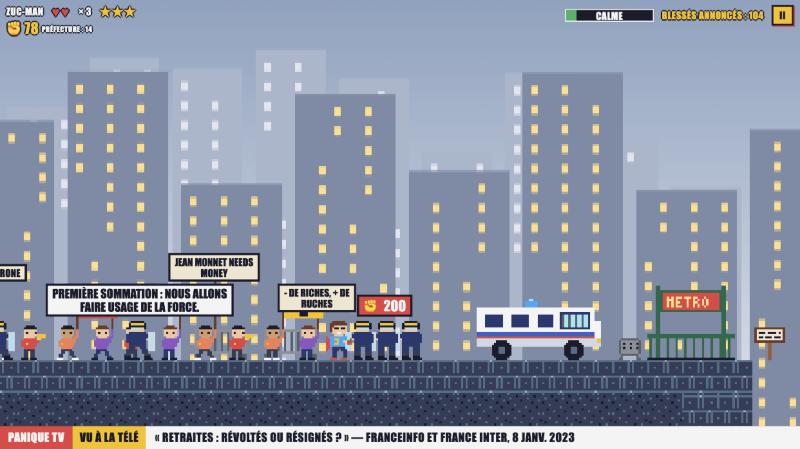 ZUC-MAN ×3
78 PRÉFECTURE : 14
CALME
BLESSÉS ANNONCÉS : 104
RONE
JEAN MONNET NEEDS
MONEY
PREMIÈRE SOMMATION : NOUS ALLONS
FAIRE USAGE DE LA FORCE.
- DE RICHES, + DE
RUCHES
200
METRO
PANIQUE TV
VU À LA TÉLÉ
« RETRAITES : RÉVOLTÉS OU RÉSIGNÉS ? » — FRANCEINFO ET FRANCE INTER, 8 JANV. 2023